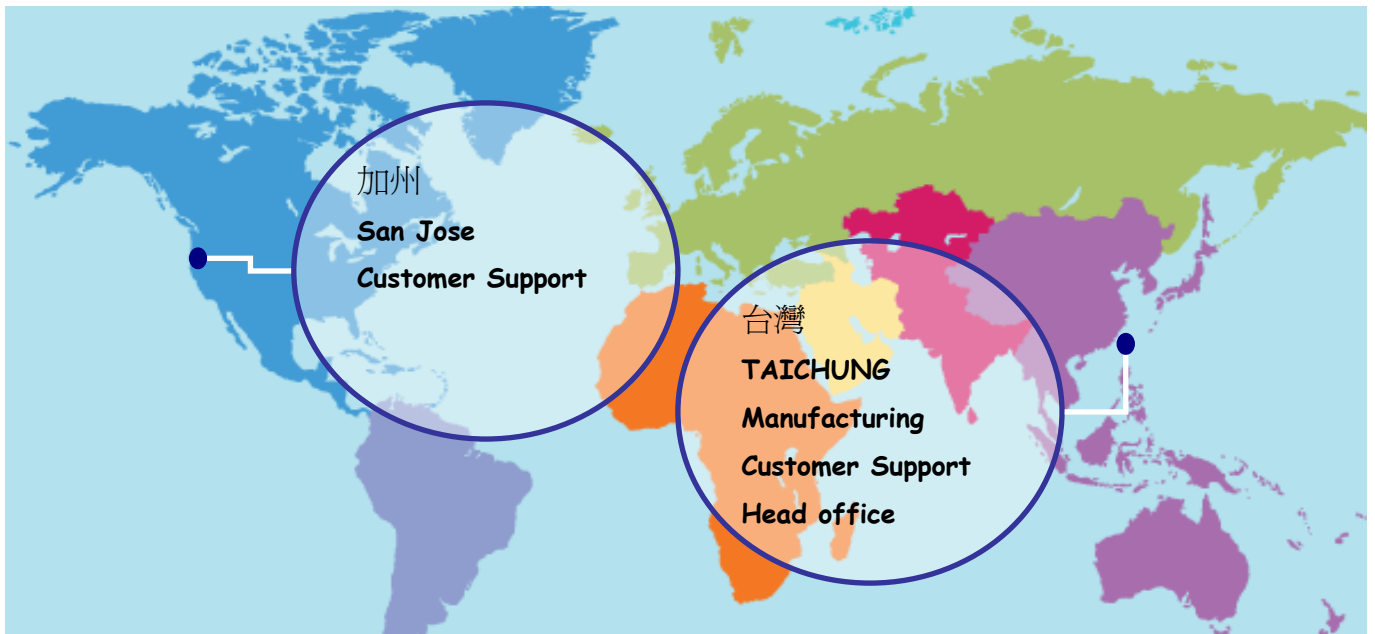 加州
San Jose
Customer Support
台灣
TAICHUNG
Manufacturing
Customer Support
Head office